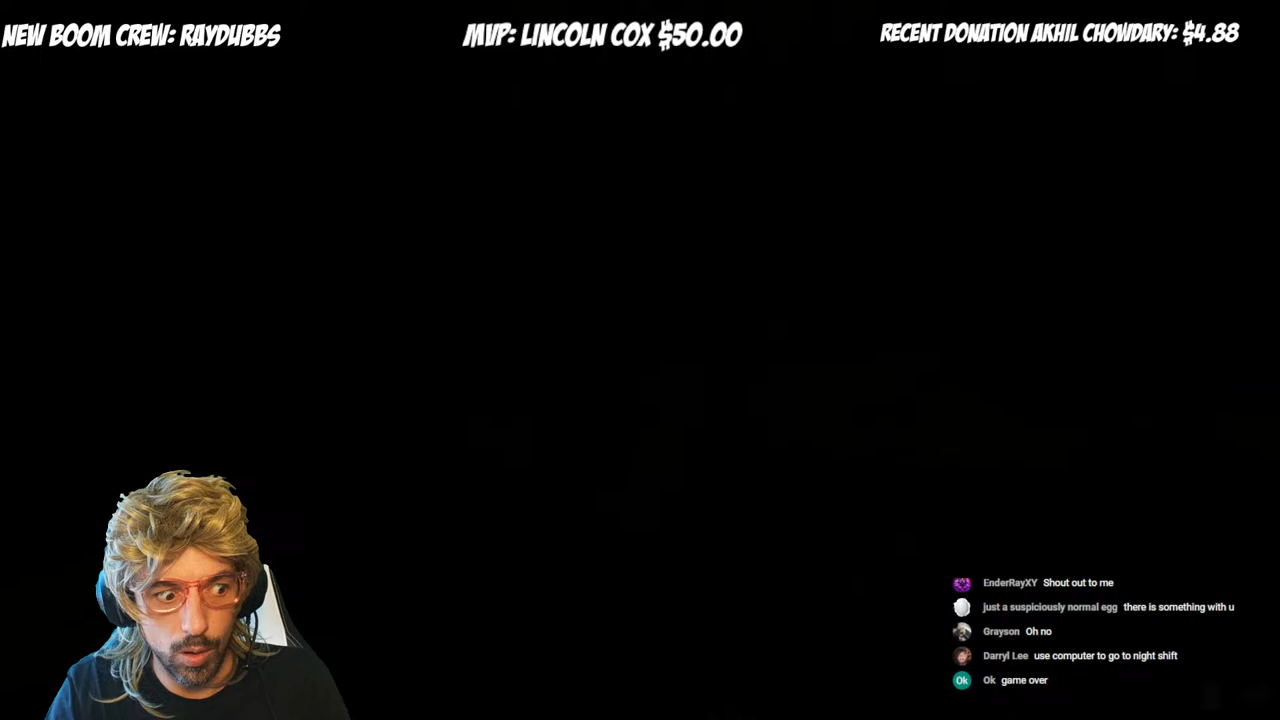 NEW BOOM CREW: RAYDUBBS
MVP: LINCOLN COX $50.00
RECENT DONATION AKHIL CHOWDARY: $4.88
EnderRayXY Shout out to me
just a suspiciously normal egg there is something with u
Grayson Oh no
Darryl Lee use computer to go to night shift
Ok Ok game over